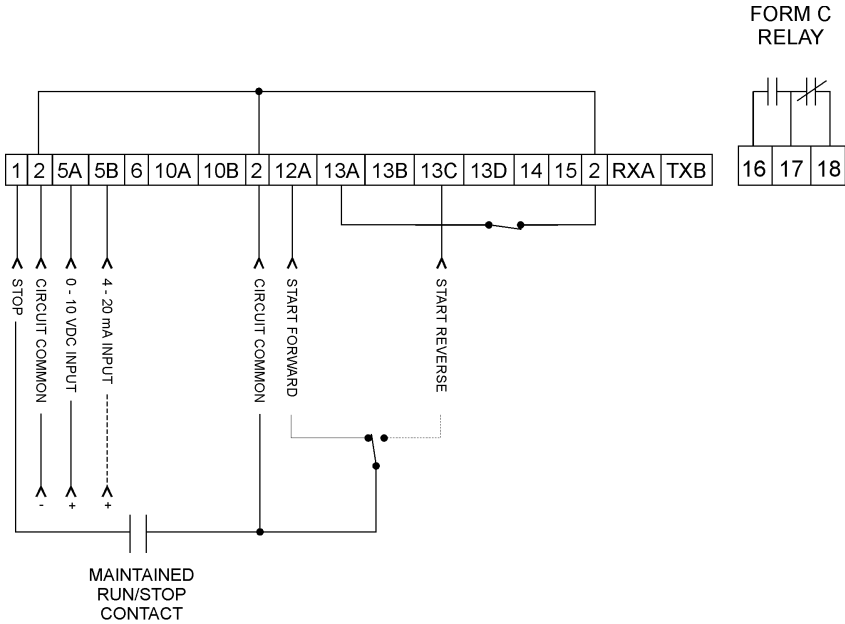 FORM C
RELAY
1 2 5A 5B 6 10A 10B 2 12A 13A 13B 13C 13D 14 15 2 RXA TXB
16 17 18
STOP
CIRCUIT COMMON
0 - 10 VDC INPUT
4 - 20 mA INPUT
CIRCUIT COMMON
START FORWARD
START REVERSE
- + +
MAINTAINED
RUN/STOP
CONTACT